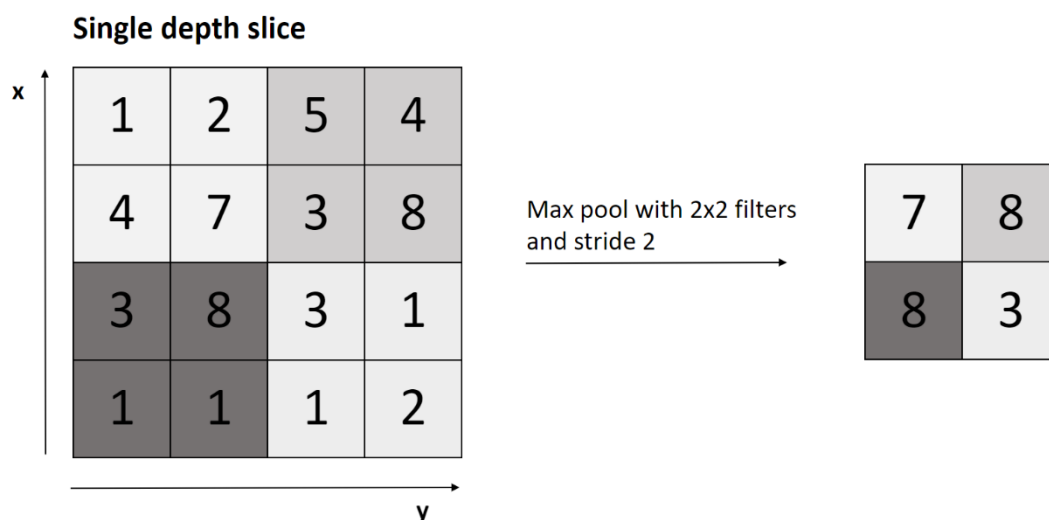 Single depth slice
x
1 2 5 4
4 7 3 8
3 8 3 1
1 1 1 2
y
Max pool with 2x2 filters
and stride 2
7 8
8 3